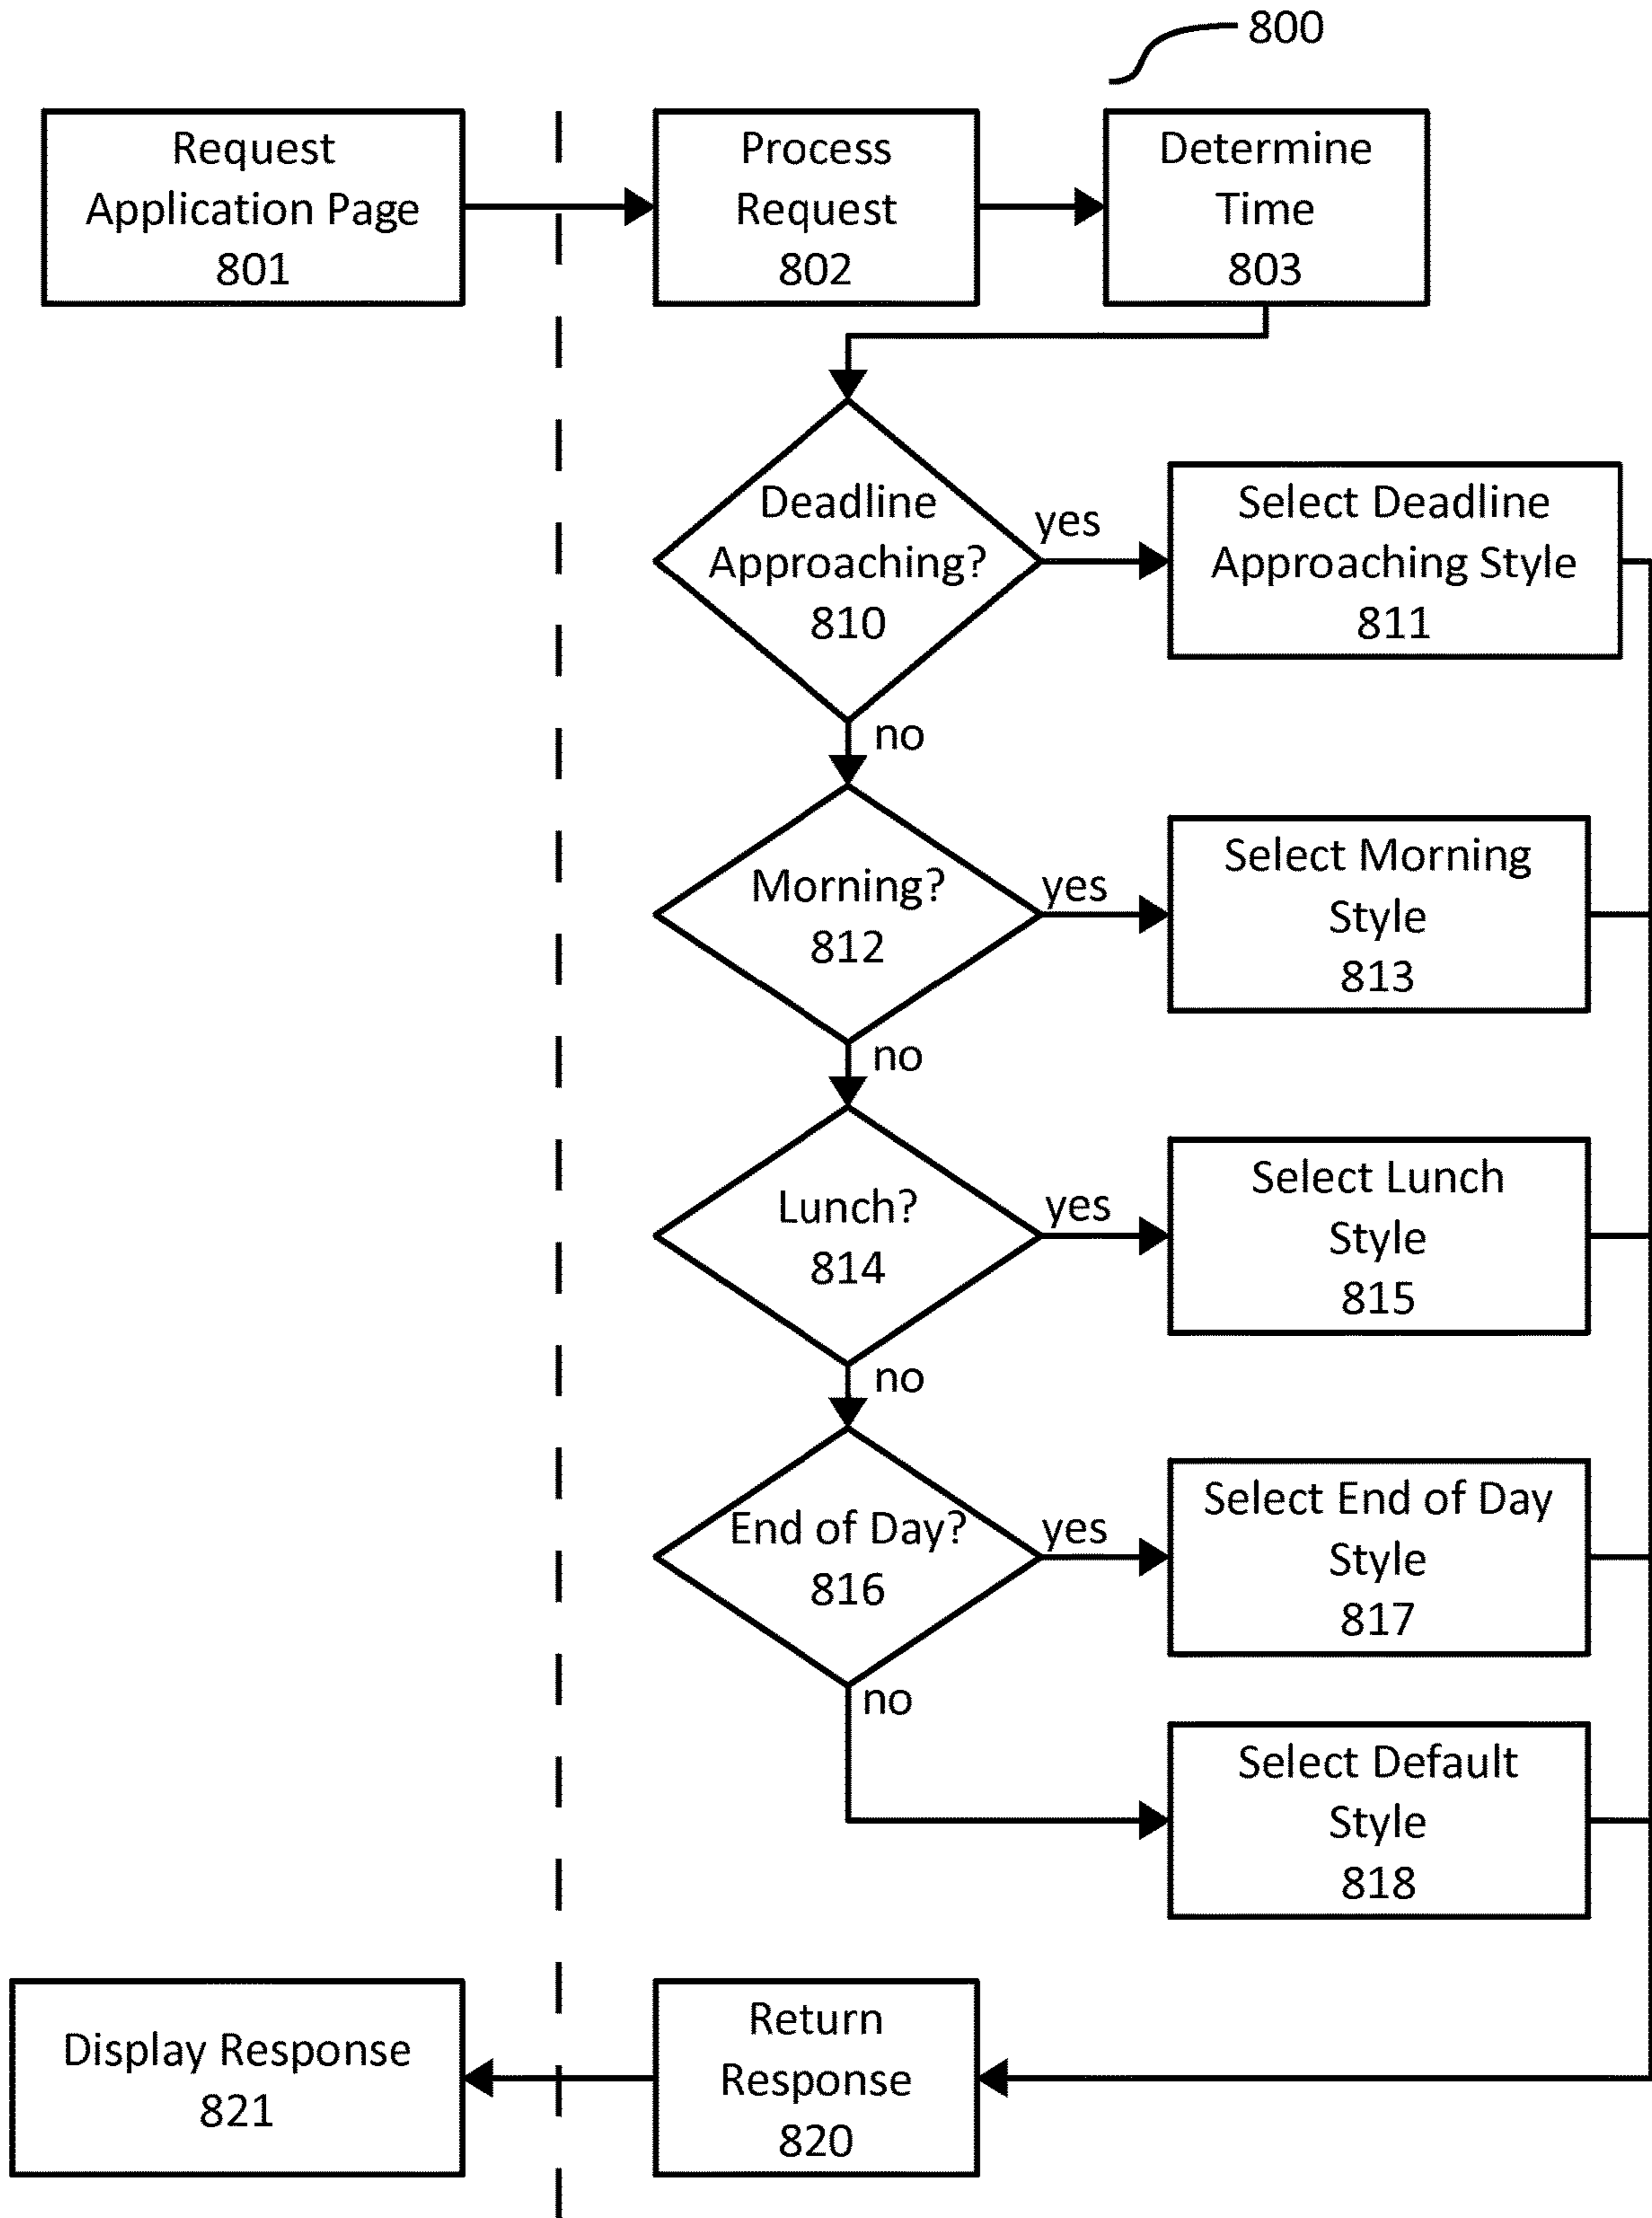 800
Request
Application Page
801
Process
Request
802
Determine
Time
803
Deadline
Approaching?
810
yes
Select Deadline
Approaching Style
811
no
Morning?
812
yes
Select Morning
Style
813
no
Lunch?
814
yes
Select Lunch
Style
815
no
End of Day?
816
yes
Select End of Day
Style
817
no
Select Default
Style
818
Display Response
821
Return
Response
820